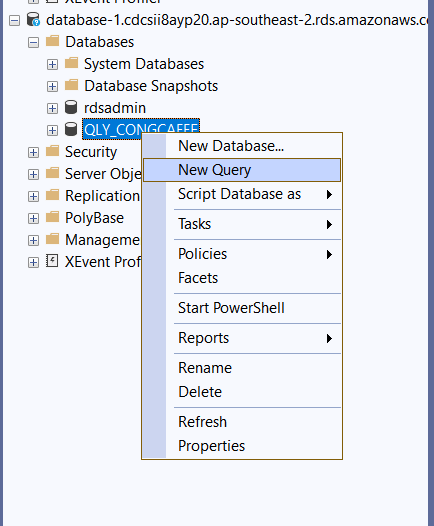 XEvent Profiler
database-1.cdcsii8ayp20.ap-southeast-2.rds.amazonaws.c
Databases
System Databases
Database Snapshots
rdsadmin
QLY_CONGCAFFE
New Database...
Security
New Query
Server Obje
Script Database as
Replication
PolyBase
Tasks
Manageme
Policies
XEvent Prof
Facets
Start PowerShell
Reports
Rename
Delete
Refresh
Properties